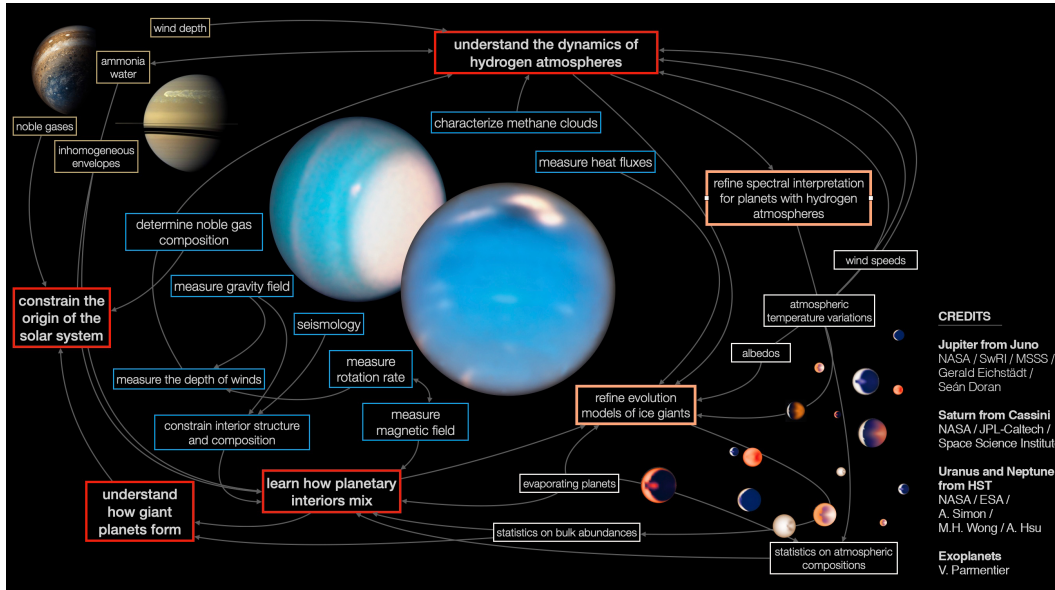 wind depth
understand the dynamics of
hydrogen atmospheres
ammonia
water
noble gases
characterize methane clouds
inhomogeneous
envelopes
measure heat fluxes
refine spectral interpretation
for planets with hydrogen
atmospheres
determine noble gas
composition
wind speeds
measure gravity field
constrain the
origin of the
solar system
atmospheric
temperature variations
seismology
albedos
measure the depth of winds
measure
rotation rate
refine evolution
models of ice giants
measure
magnetic field
constrain interior structure
and composition
learn how planetary
interiors mix
evaporating planets
understand
how giant
planets form
statistics on bulk abundances
statistics on atmospheric
compositions
CREDITS
Jupiter from Juno
NASA / SwRI / MSSS /
Gerald Eichstädt /
Seán Doran
Saturn from Cassini
NASA / JPL-Caltech /
Space Science Institute
Uranus and Neptune
from HST
NASA / ESA /
A. Simon /
M.H. Wong / A. Hsu
Exoplanets
V. Parmentier